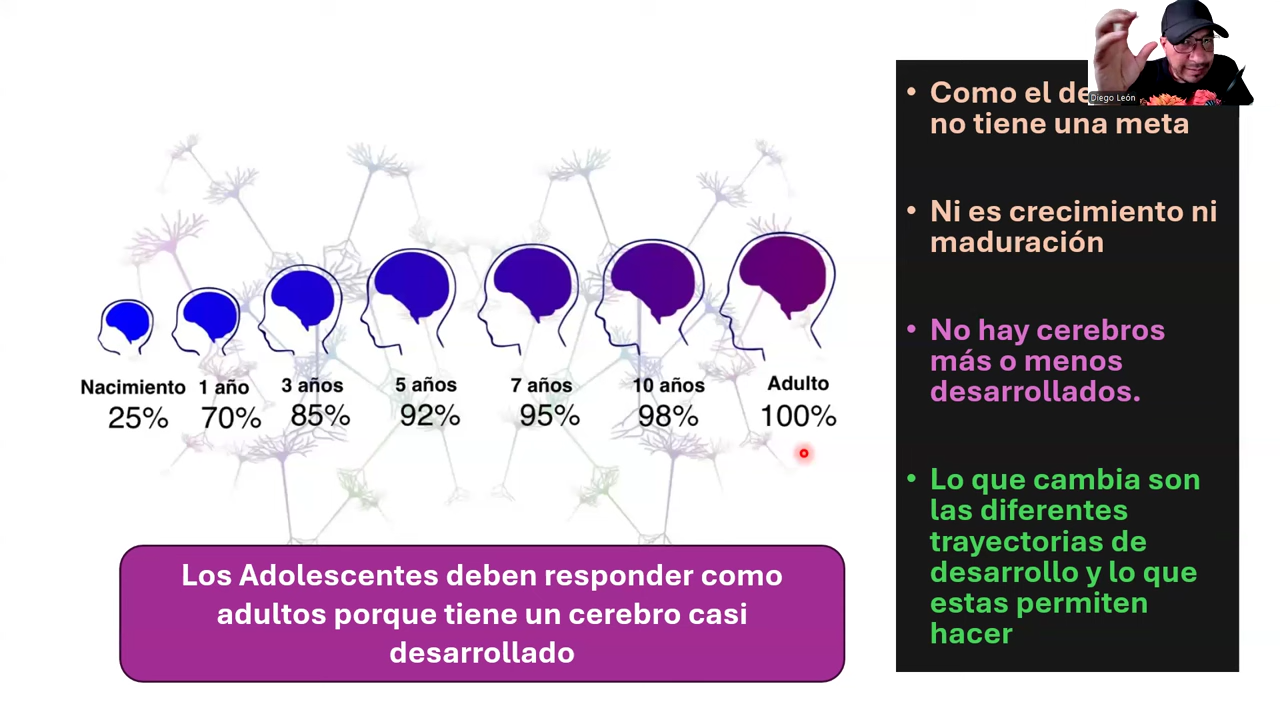 Diego León
• Como el de
no tiene una meta
• Ni es crecimiento ni
maduración
• No hay cerebros
más o menos
desarrollados.
• Lo que cambia son
las diferentes
trayectorias de
desarrollo y lo que
estas permiten
hacer
Nacimiento 1 año 3 años 5 años 7 años 10 años Adulto
25% 70% 85% 92% 95% 98% 100%
Los Adolescentes deben responder como
adultos porque tiene un cerebro casi
desarrollado